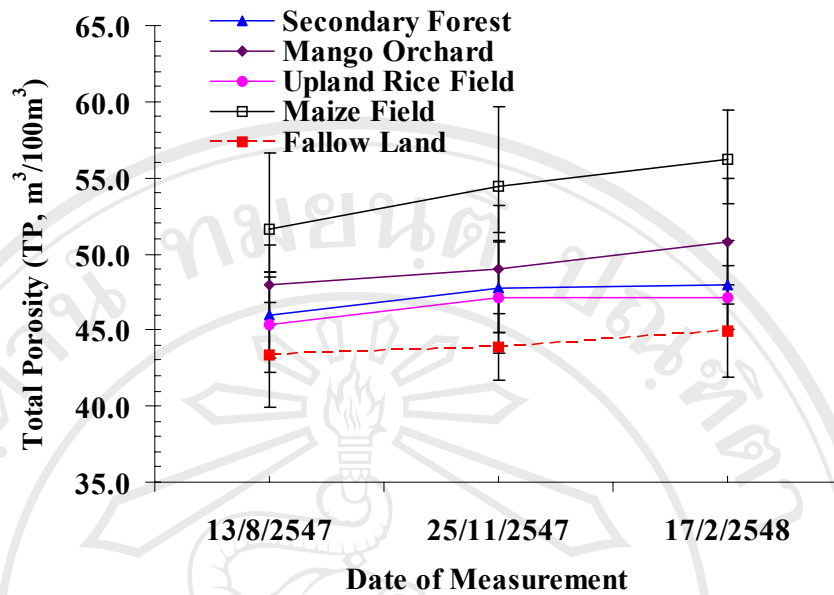 65.0
60.0
55.0
50.0
45.0
40.0
35.0
Total Porosity (TP, m³/100m³)
Secondary Forest
Mango Orchard
Upland Rice Field
Maize Field
Fallow Land
13/8/2547
25/11/2547
17/2/2548
Date of Measurement